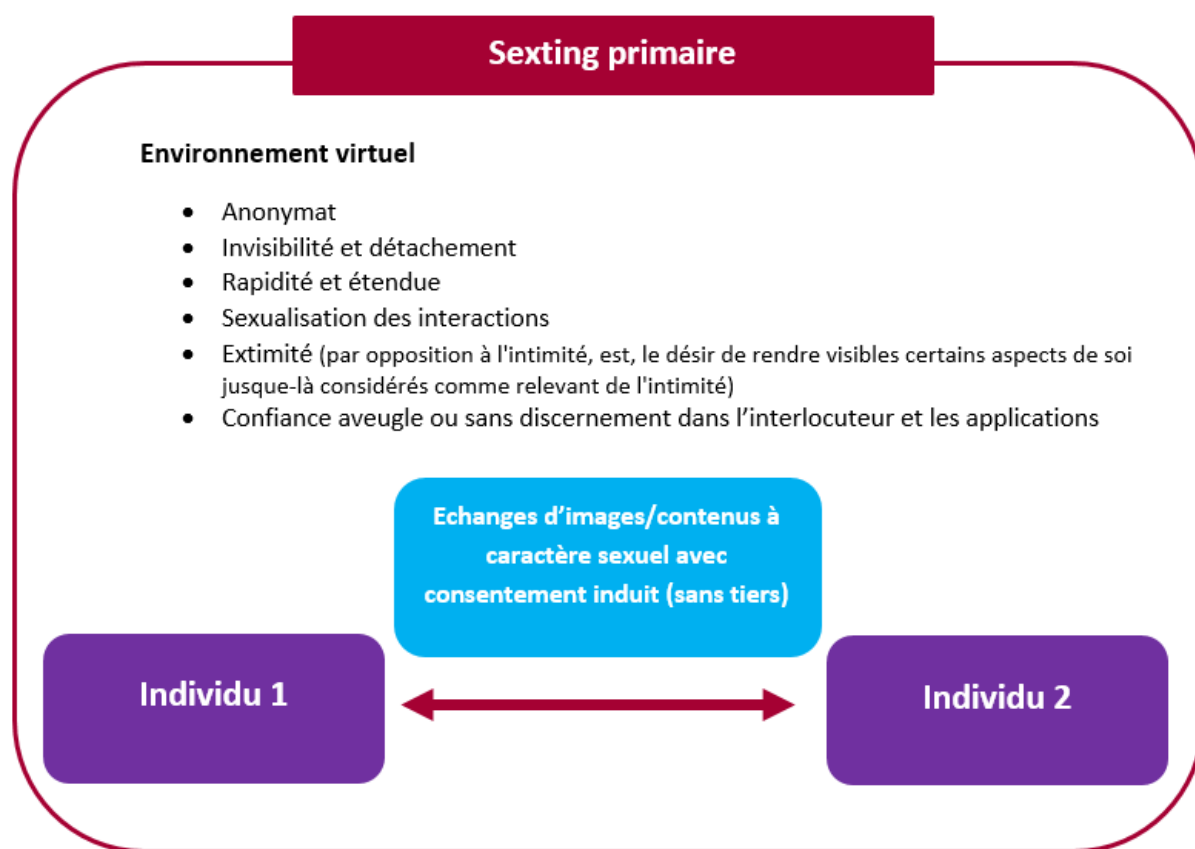 Sexting primaire
Environnement virtuel
• Anonymat
• Invisibilité et détachement
• Rapidité et étendue
• Sexualisation des interactions
• Extimité (par opposition à l'intimité, est, le désir de rendre visibles certains aspects de soi
jusque-là considérés comme relevant de l'intimité)
• Confiance aveugle ou sans discernement dans l’interlocuteur et les applications
Echanges d’images/contenus à
caractère sexuel avec
consentement induit (sans tiers)
Individu 1
Individu 2